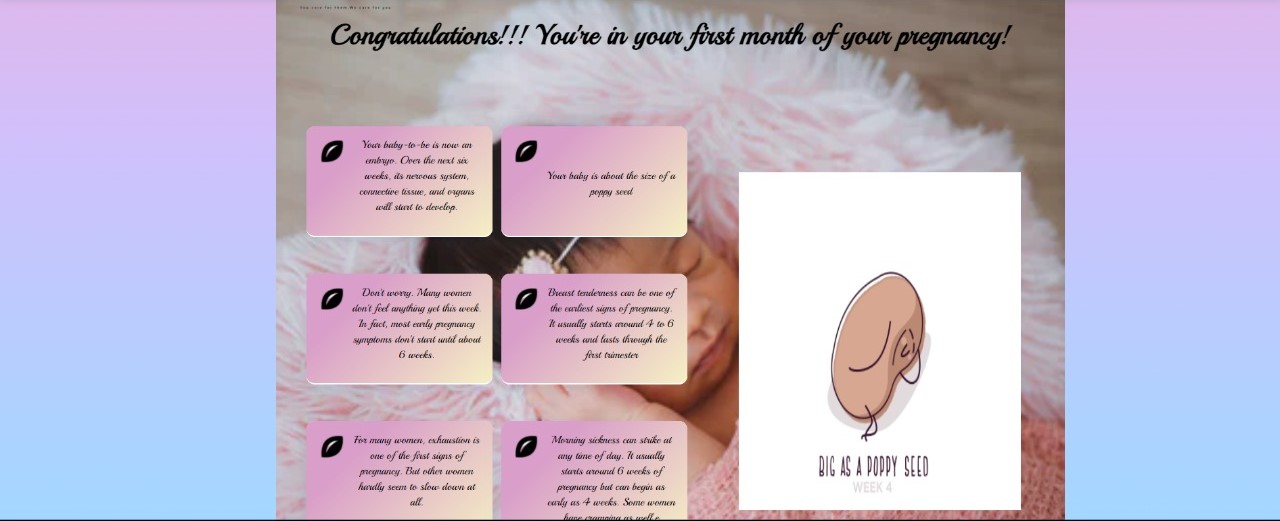 You care for them.We care for you
Congratulations!!! You're in your first month of your pregnancy!
Your baby-to-be is now an
embryo. Over the next six
weeks, its nervous system,
connective tissue, and organs
will start to develop.
Your baby is about the size of a
poppy seed
Don't worry. Many women
don't feel anything yet this week.
In fact, most early pregnancy
symptoms don't start until about
6 weeks.
Breast tenderness can be one of
the earliest signs of pregnancy.
It usually starts around 4 to 6
weeks and lasts through the
first trimester
For many women, exhaustion is
one of the first signs of
pregnancy. But other women
hardly seem to slow down at
all.
Morning sickness can strike at
any time of day. It usually
starts around 6 weeks of
pregnancy but can begin as
early as 4 weeks. Some women
have cramping as well
BIG AS A POPPY SEED
WEEK 4